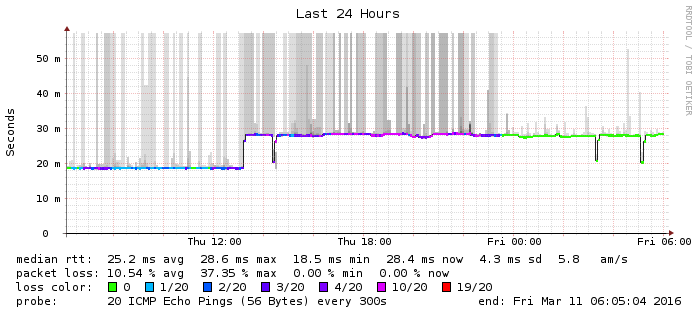 Last 24 Hours
RRDTOOL / TOBI OETIKER
Seconds
50 m
40 m
30 m
20 m
10 m
0
Thu 12:00 Thu 18:00 Fri 00:00 Fri 06:00
median rtt: 25.2 ms avg 28.6 ms max 18.5 ms min 28.4 ms now 4.3 ms sd 5.8 am/s
packet loss: 10.54 % avg 37.35 % max 0.00 % min 0.00 % now
loss color: 0 1/20 2/20 3/20 4/20 10/20 19/20
probe: 20 ICMP Echo Pings (56 Bytes) every 300s end: Fri Mar 11 06:05:04 2016